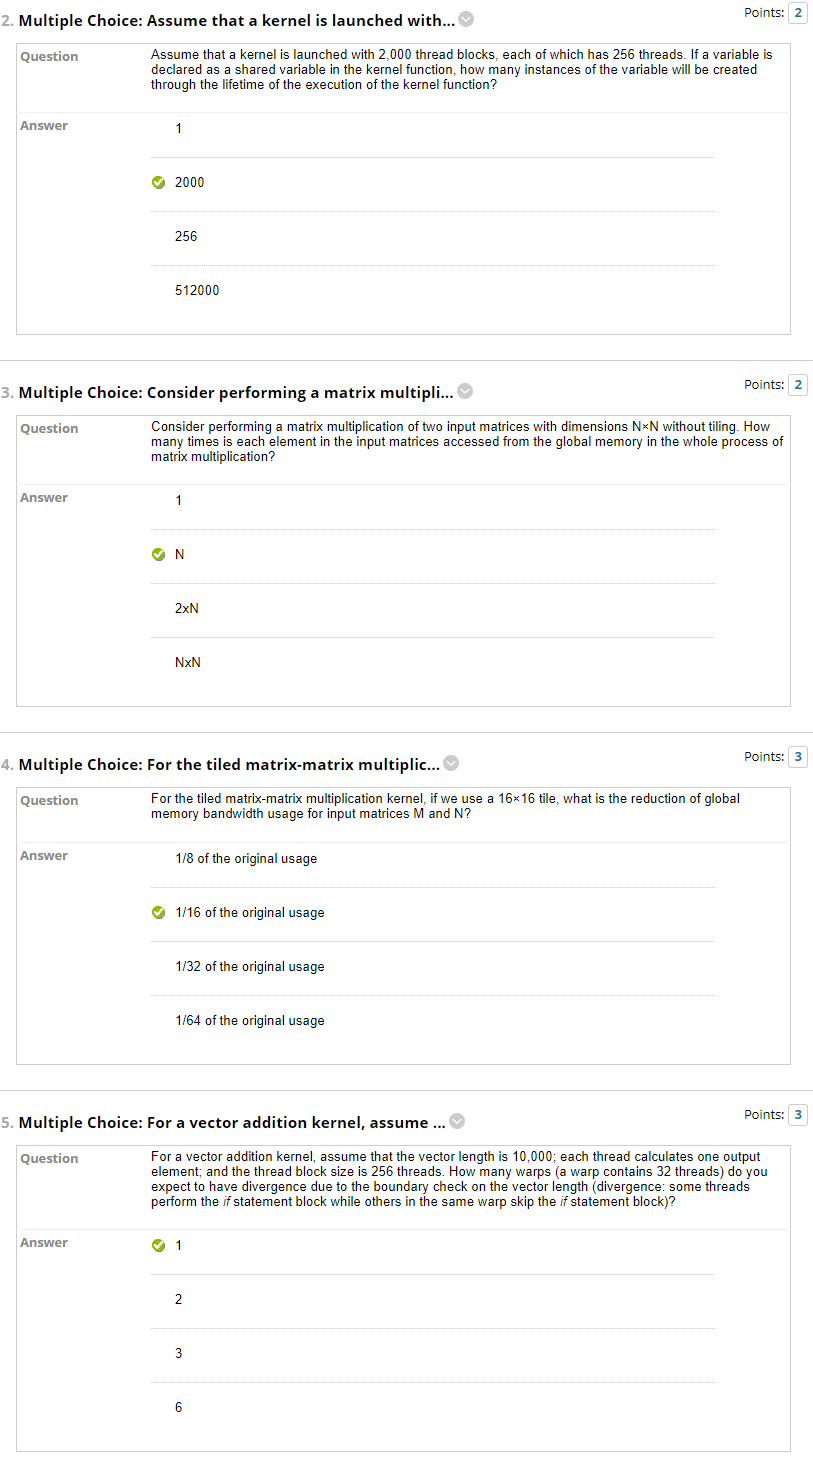 2. Multiple Choice: Assume that a kernel is launched with...
Points: 2
Question
Assume that a kernel is launched with 2,000 thread blocks, each of which has 256 threads. If a variable is
declared as a shared variable in the kernel function, how many instances of the variable will be created
through the lifetime of the execution of the kernel function?
Answer
1
2000
256
512000
3. Multiple Choice: Consider performing a matrix multipli...
Points: 2
Question
Consider performing a matrix multiplication of two input matrices with dimensions N×N without tiling. How
many times is each element in the input matrices accessed from the global memory in the whole process of
matrix multiplication?
Answer
1
N
2xN
NxN
4. Multiple Choice: For the tiled matrix-matrix multiplic...
Points: 3
Question
For the tiled matrix-matrix multiplication kernel, if we use a 16×16 tile, what is the reduction of global
memory bandwidth usage for input matrices M and N?
Answer
1/8 of the original usage
1/16 of the original usage
1/32 of the original usage
1/64 of the original usage
5. Multiple Choice: For a vector addition kernel, assume ...
Points: 3
Question
For a vector addition kernel, assume that the vector length is 10,000; each thread calculates one output
element; and the thread block size is 256 threads. How many warps (a warp contains 32 threads) do you
expect to have divergence due to the boundary check on the vector length (divergence: some threads
perform the if statement block while others in the same warp skip the if statement block)?
Answer
1
2
3
6